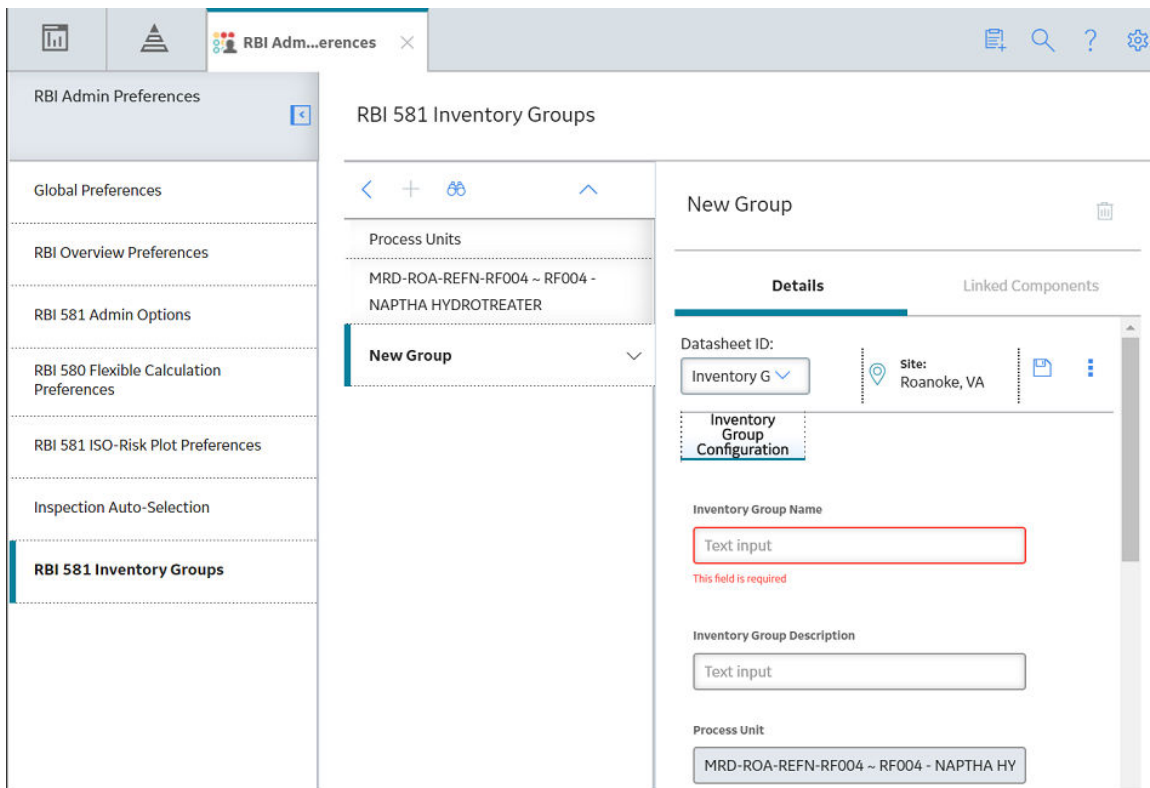 RBI Adm...erences
RBI Admin Preferences
Global Preferences
RBI Overview Preferences
RBI 581 Admin Options
RBI 580 Flexible Calculation
Preferences
RBI 581 ISO-Risk Plot Preferences
Inspection Auto-Selection
RBI 581 Inventory Groups
RBI 581 Inventory Groups
Process Units
MRD-ROA-REFN-RF004 ~ RF004 -
NAPTHA HYDROTREATER
New Group
New Group
Details
Linked Components
Datasheet ID:
Inventory G
Site:
Roanoke, VA
Inventory
Group
Configuration
Inventory Group Name
Text input
This field is required
Inventory Group Description
Text input
Process Unit
MRD-ROA-REFN-RF004 ~ RF004 - NAPTHA HY